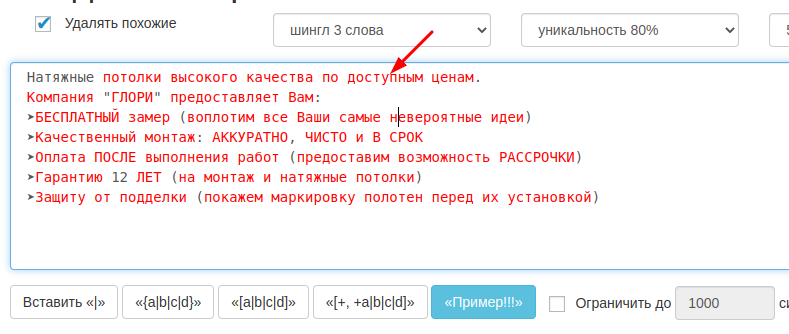 Удалять похожие
шингл 3 слова
уникальность 80%
Натяжные потолки высокого качества по доступным ценам.
Компания "ГЛОРИ" предоставляет Вам:
➤БЕСПЛАТНЫЙ замер (воплотим все Ваши самые невероятные идеи)
➤Качественный монтаж: АККУРАТНО, ЧИСТО и В СРОК
➤Оплата ПОСЛЕ выполнения работ (предоставим возможность РАССРОЧКИ)
➤Гарантию 12 ЛЕТ (на монтаж и натяжные потолки)
➤Защиту от подделки (покажем маркировку полотен перед их установкой)
Вставить «|» «{a|b|c|d}» «[a|b|c|d]» «[+, +a|b|c|d]» «Пример!!!» Ограничить до 1000